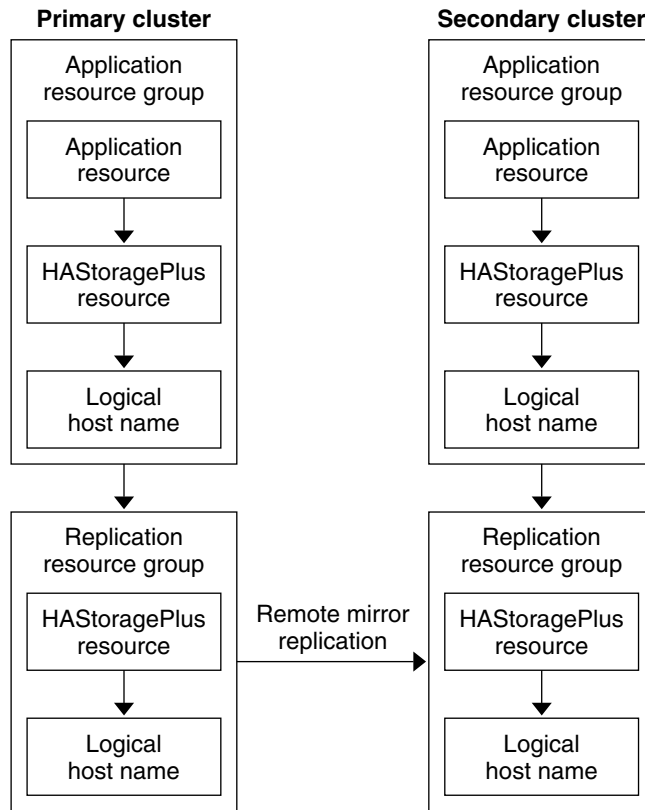 Primary cluster
Application
resource group
Application
resource
HAStoragePlus
resource
Logical
host name
Replication
resource group
HAStoragePlus
resource
Logical
host name
Remote mirror
replication
Secondary cluster
Application
resource group
Application
resource
HAStoragePlus
resource
Logical
host name
Replication
resource group
HAStoragePlus
resource
Logical
host name